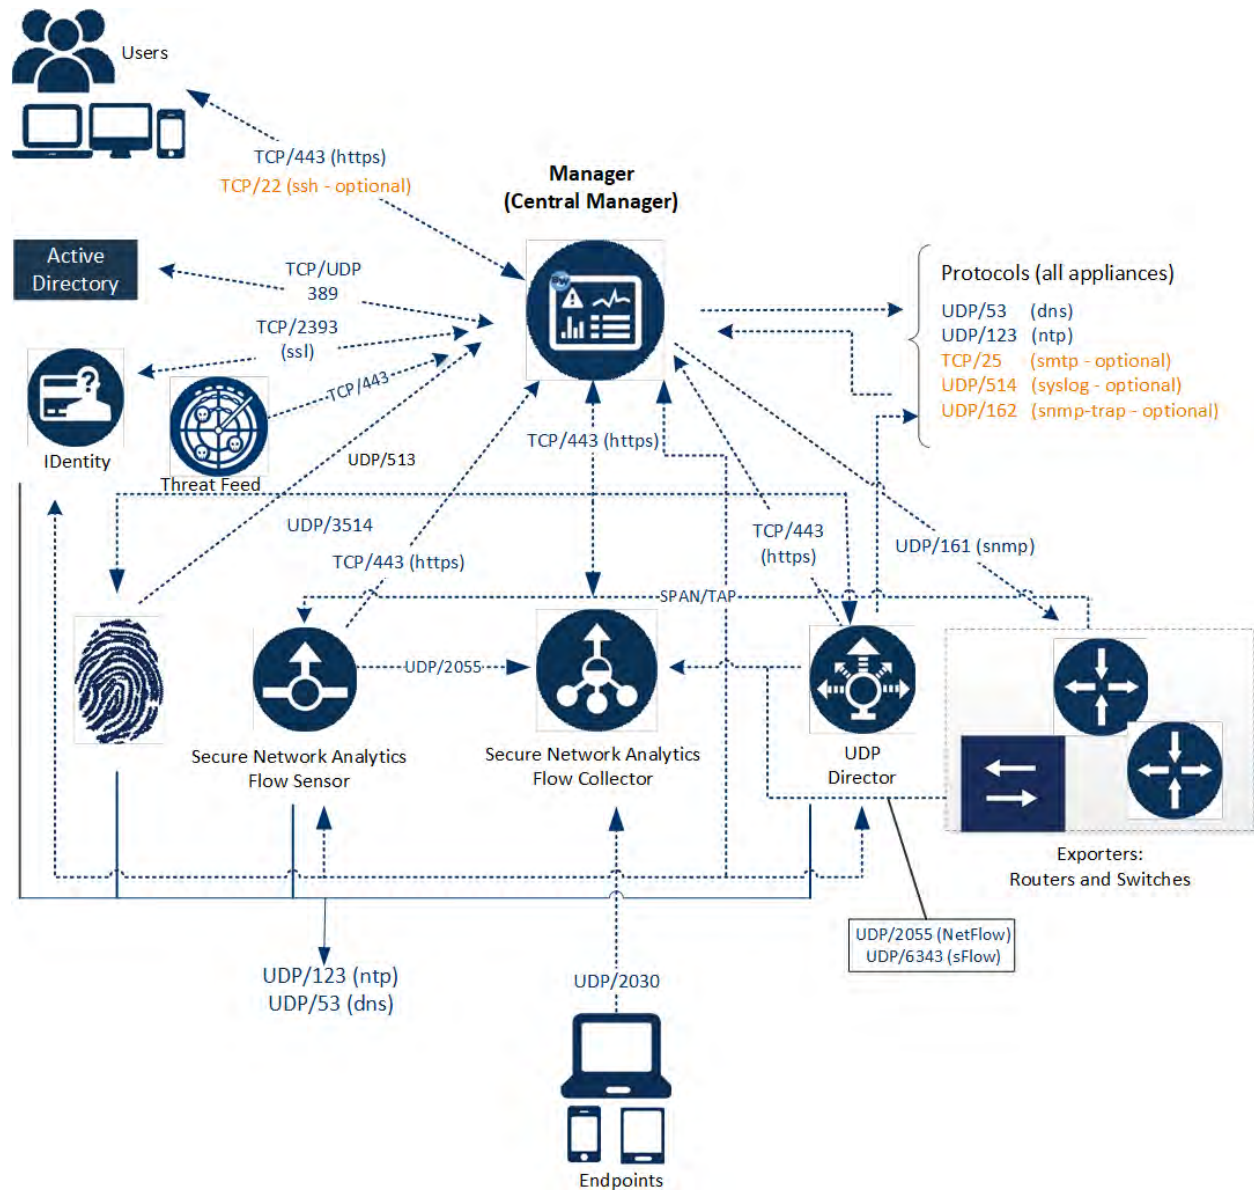 Users
TCP/443 (https)
TCP/22 (ssh - optional)
Manager
(Central Manager)
Active
Directory
TCP/UDP
389
TCP/2393
(ssl)
Protocols (all appliances)
UDP/53 (dns)
UDP/123 (ntp)
TCP/25 (smtp - optional)
UDP/514 (syslog - optional)
UDP/162 (snmp-trap - optional)
TCP/443
IDentity
Threat Feed
UDP/513
TCP/443 (https)
UDP/3514
TCP/443 (https)
TCP/443
(https)
UDP/161 (snmp)
SPAN/TAP
UDP/2055
Secure Network Analytics
Flow Sensor
Secure Network Analytics
Flow Collector
UDP
Director
Exporters:
Routers and Switches
UDP/2055 (NetFlow)
UDP/6343 (sFlow)
UDP/123 (ntp)
UDP/53 (dns)
UDP/2030
Endpoints